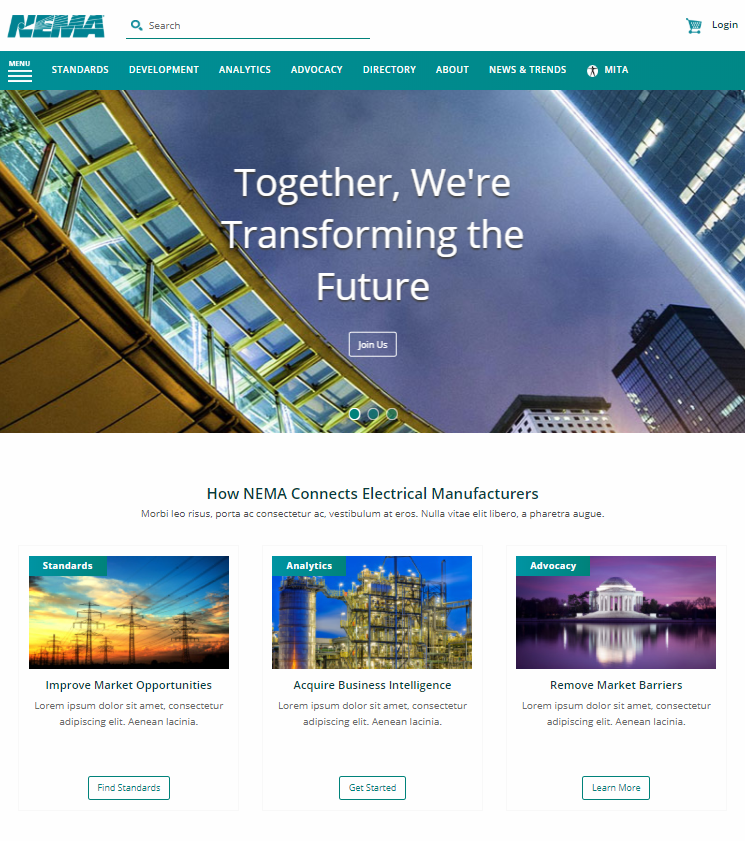 NEMA
Search
Login
MENU
STANDARDS DEVELOPMENT ANALYTICS ADVOCACY DIRECTORY ABOUT NEWS & TRENDS MITA
Together, We're
Transforming the
Future
Join Us
How NEMA Connects Electrical Manufacturers
Morbi leo risus, porta ac consectetur ac, vestibulum at eros. Nulla vitae elit libero, a pharetra augue.
Standards
Improve Market Opportunities
Lorem ipsum dolor sit amet, consectetur
adipiscing elit. Aenean lacinia.
Find Standards
Analytics
Acquire Business Intelligence
Lorem ipsum dolor sit amet, consectetur
adipiscing elit. Aenean lacinia.
Get Started
Advocacy
Remove Market Barriers
Lorem ipsum dolor sit amet, consectetur
adipiscing elit. Aenean lacinia.
Learn More